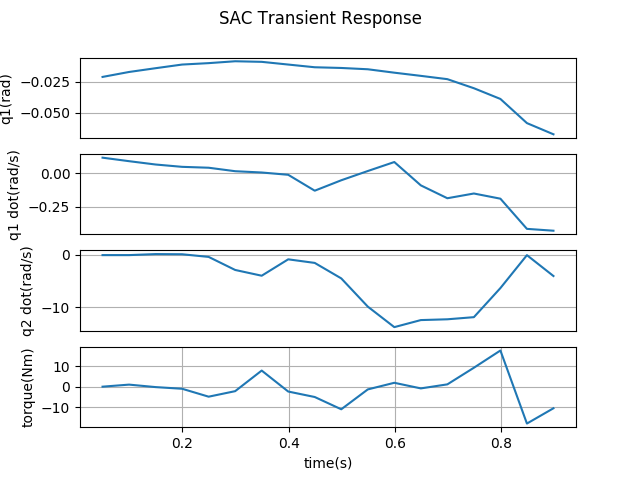 SAC Transient Response
q1(rad)
−0.025
−0.050
q1 dot(rad/s)
0.00
−0.25
q2 dot(rad/s)
0
−10
torque(Nm)
10
0
−10
0.2 0.4 0.6 0.8
time(s)